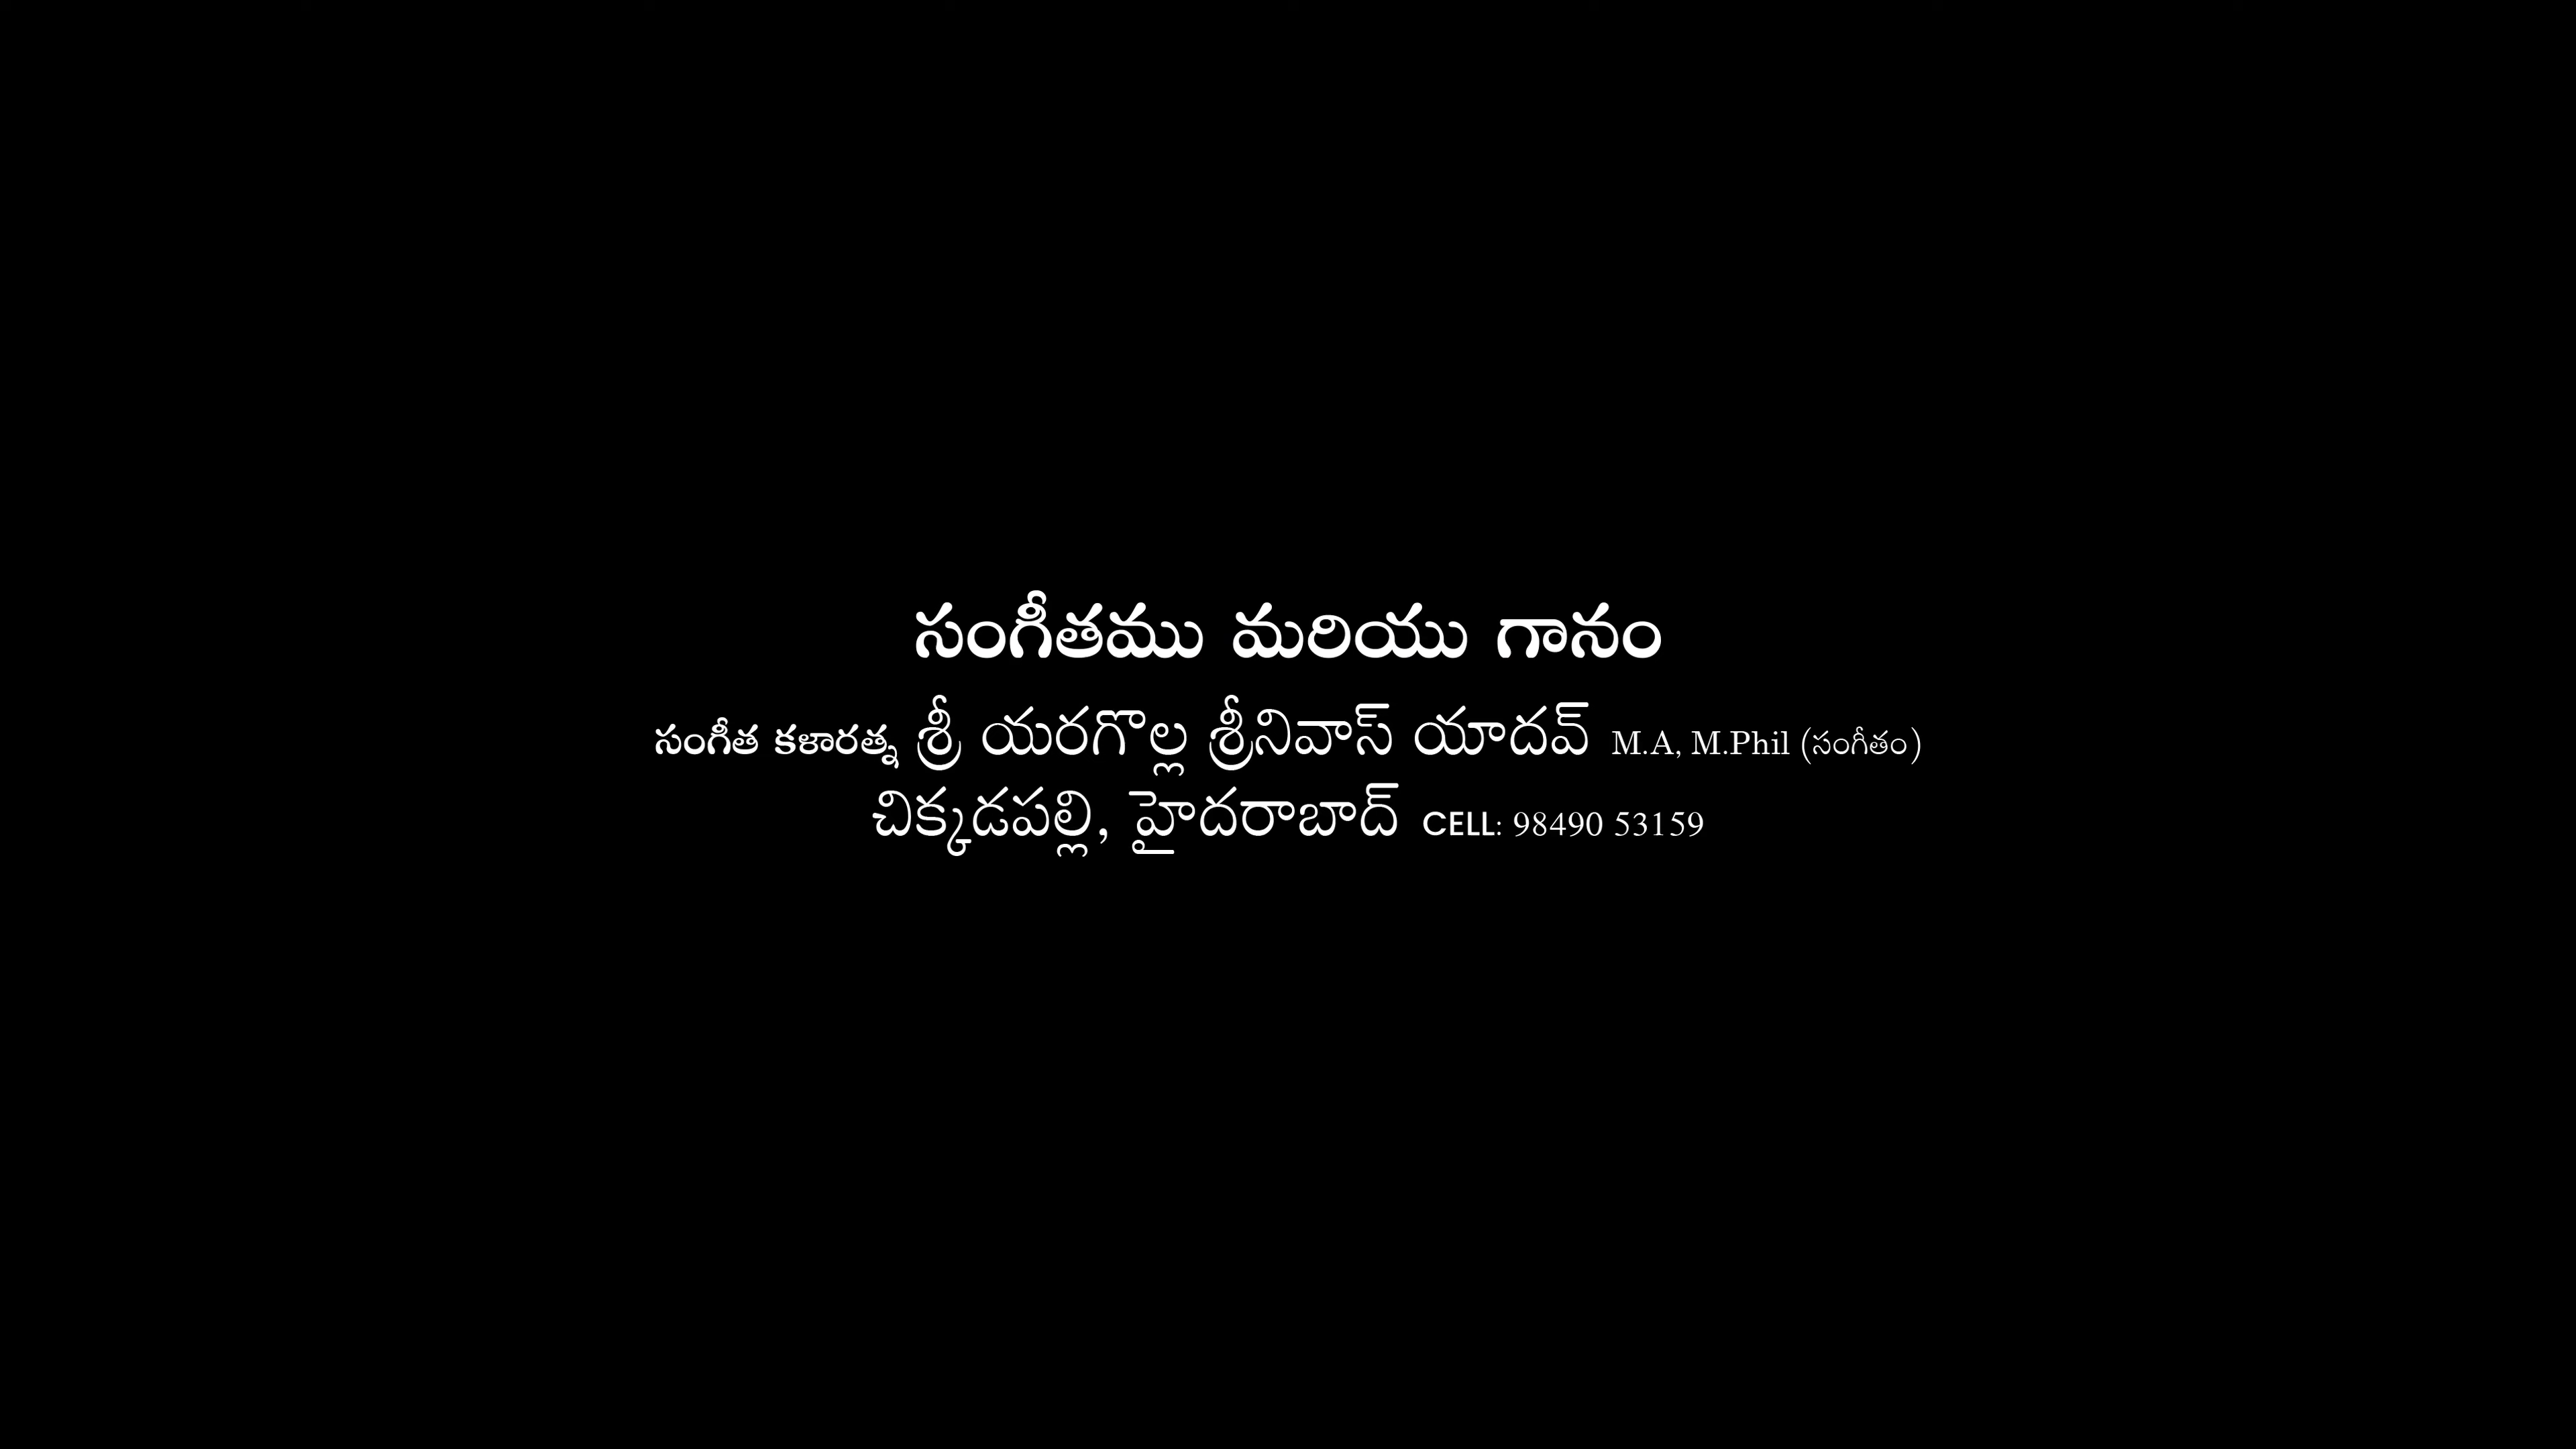 సంగీతము మరియు గానం
సంగీత కళారత్న శ్రీ యరగొల్ల శ్రీనివాస్ యాదవ్ M.A, M.Phil (సంగీతం)
చిక్కడపల్లి, హైదరాబాద్ CELL: 98490 53159